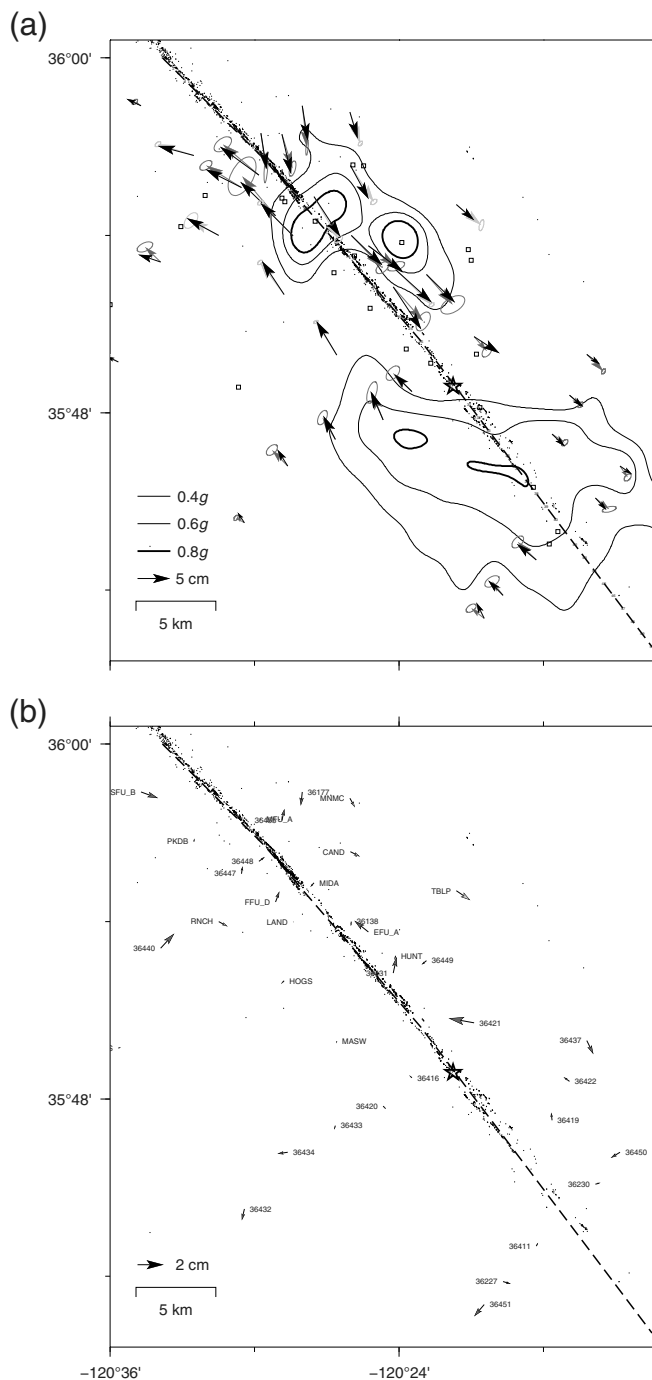 (a)
36°00'
35°48'
0.4g
0.6g
0.8g
5 cm
5 km
(b)
36°00'
SFU_B
36177
MNMC
MFU_A
PKDB
36448
CAND
36447
MIDA
TBLP
FFU_D
RNCH
LAND
36138
EFU_A
36440
HUNT
36449
HOGS
36421
MASW
36437
36416
36422
35°48'
36420
36419
36433
36434
36450
36230
36432
36411
2 cm
36227
5 km
36451
−120°36'
−120°24'